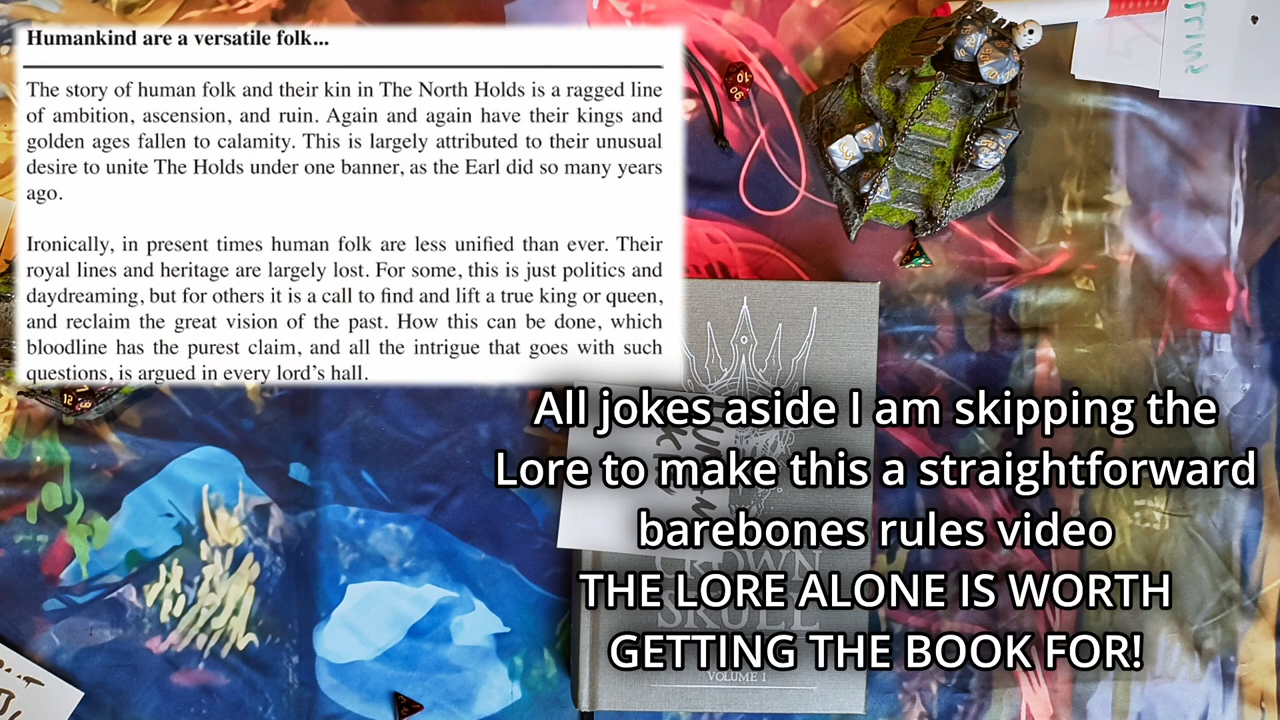 Humankind are a versatile folk...
The story of human folk and their kin in The North Holds is a ragged line
of ambition, ascension, and ruin. Again and again have their kings and
golden ages fallen to calamity. This is largely attributed to their unusual
desire to unite The Holds under one banner, as the Earl did so many years
ago.
Ironically, in present times human folk are less unified than ever. Their
royal lines and heritage are largely lost. For some, this is just politics and
daydreaming, but for others it is a call to find and lift a true king or queen,
and reclaim the great vision of the past. How this can be done, which
bloodline has the purest claim, and all the intrigue that goes with such
questions, is argued in every lord's hall.
All jokes aside I am skipping the
Lore to make this a straightforward
barebones rules video
THE LORE ALONE IS WORTH
GETTING THE BOOK FOR!
CROWN
SKULL
VOLUME I